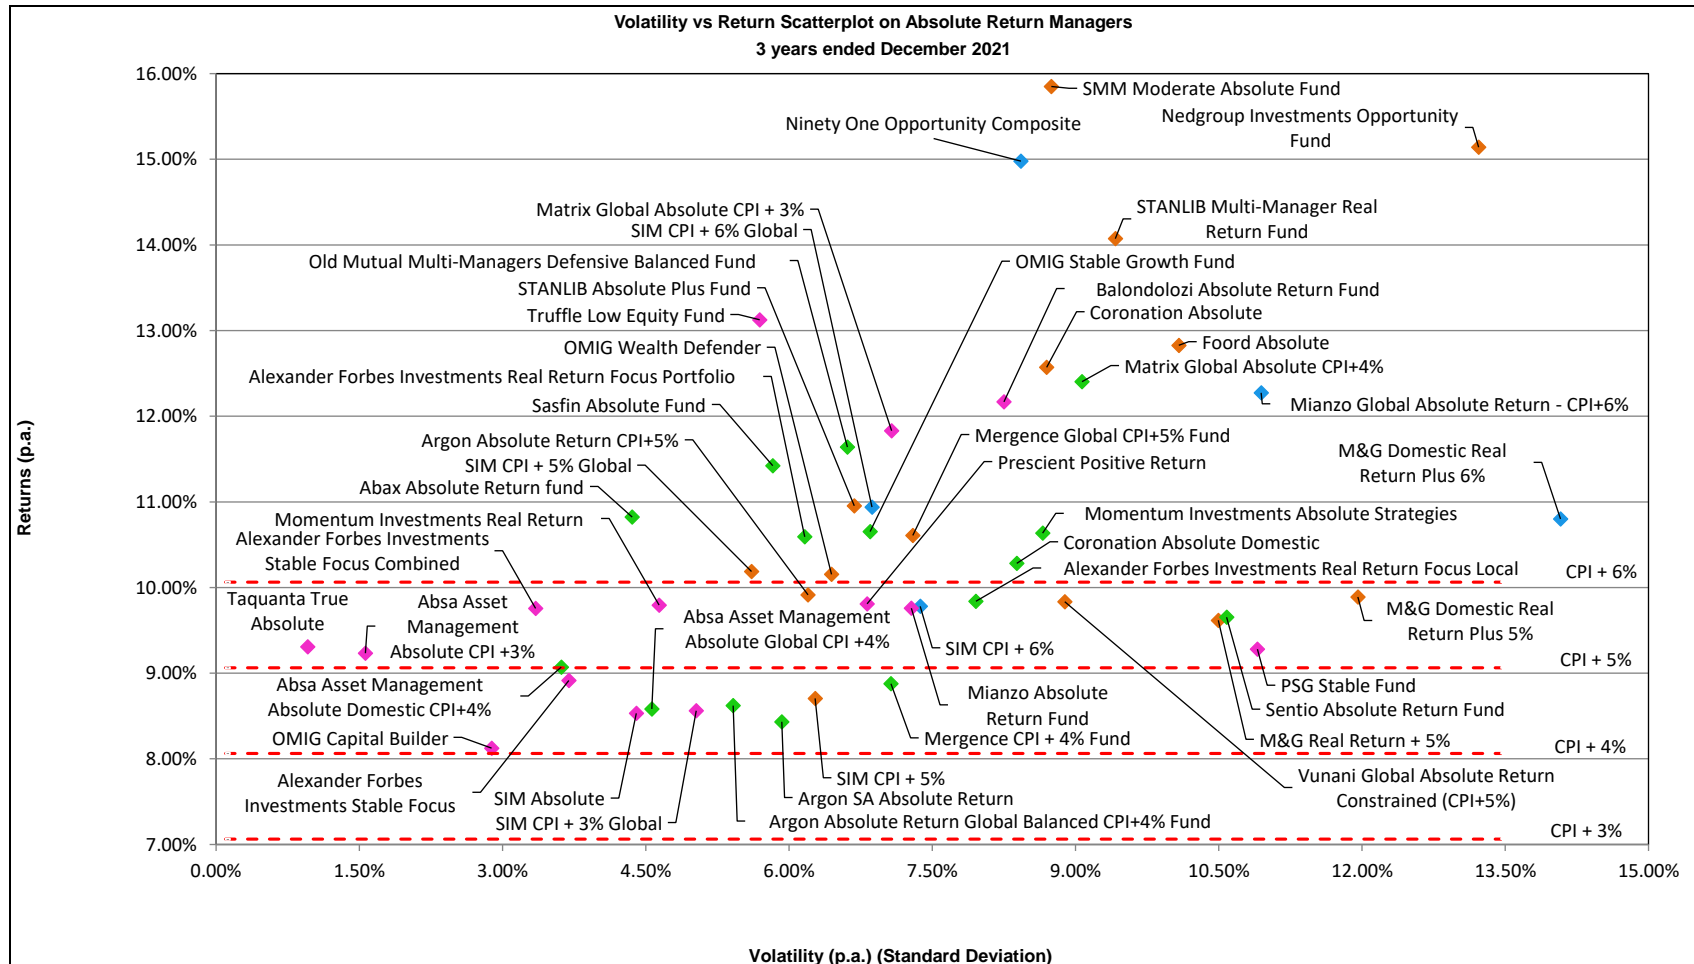 Volatility vs Return Scatterplot on Absolute Return Managers
3 years ended December 2021
16.00%
15.00%
14.00%
13.00%
12.00%
11.00%
10.00%
9.00%
8.00%
7.00%
Returns (p.a.)
SMM Moderate Absolute Fund
Nedgroup Investments Opportunity
Fund
Ninety One Opportunity Composite
Matrix Global Absolute CPI + 3%
SIM CPI + 6% Global
STANLIB Multi-Manager Real
Return Fund
Old Mutual Multi-Managers Defensive Balanced Fund
OMIG Stable Growth Fund
STANLIB Absolute Plus Fund
Balondolozi Absolute Return Fund
Truffle Low Equity Fund
Coronation Absolute
OMIG Wealth Defender
Foord Absolute
Alexander Forbes Investments Real Return Focus Portfolio
Matrix Global Absolute CPI+4%
Sasfin Absolute Fund
Mianzo Global Absolute Return - CPI+6%
Argon Absolute Return CPI+5%
Mergence Global CPI+5% Fund
SIM CPI + 5% Global
Prescient Positive Return
M&G Domestic Real
Return Plus 6%
Abax Absolute Return fund
Momentum Investments Real Return
Momentum Investments Absolute Strategies
Alexander Forbes Investments
Stable Focus Combined
Coronation Absolute Domestic
Alexander Forbes Investments Real Return Focus Local
CPI + 6%
Taquanta True
Absolute
Absa Asset
Management
Absolute CPI +3%
Absa Asset Management
Absolute Global CPI +4%
SIM CPI + 6%
M&G Domestic Real
Return Plus 5%
CPI + 5%
Absa Asset Management
Absolute Domestic CPI+4%
Mianzo Absolute
Return Fund
PSG Stable Fund
Sentio Absolute Return Fund
OMIG Capital Builder
Mergence CPI + 4% Fund
M&G Real Return + 5%
CPI + 4%
Alexander Forbes
Investments Stable Focus
SIM CPI + 5%
Vunani Global Absolute Return
Constrained (CPI+5%)
SIM Absolute
Argon SA Absolute Return
SIM CPI + 3% Global
Argon Absolute Return Global Balanced CPI+4% Fund
CPI + 3%
0.00%
1.50%
3.00%
4.50%
6.00%
7.50%
9.00%
10.50%
12.00%
13.50%
15.00%
Volatility (p.a.) (Standard Deviation)